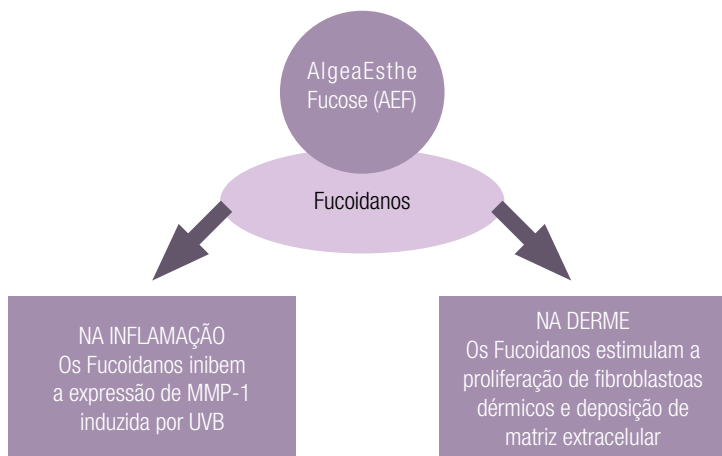 AlgeaEsthe
Fucose (AEF)
Fucoidanos
NA INFLAMAÇÃO
Os Fucoidanos inibem
a expressão de MMP-1
induzida por UVB
NA DERME
Os Fucoidanos estimulam a
proliferação de fibroblastoas
dérmicos e deposição de
matriz extracelular